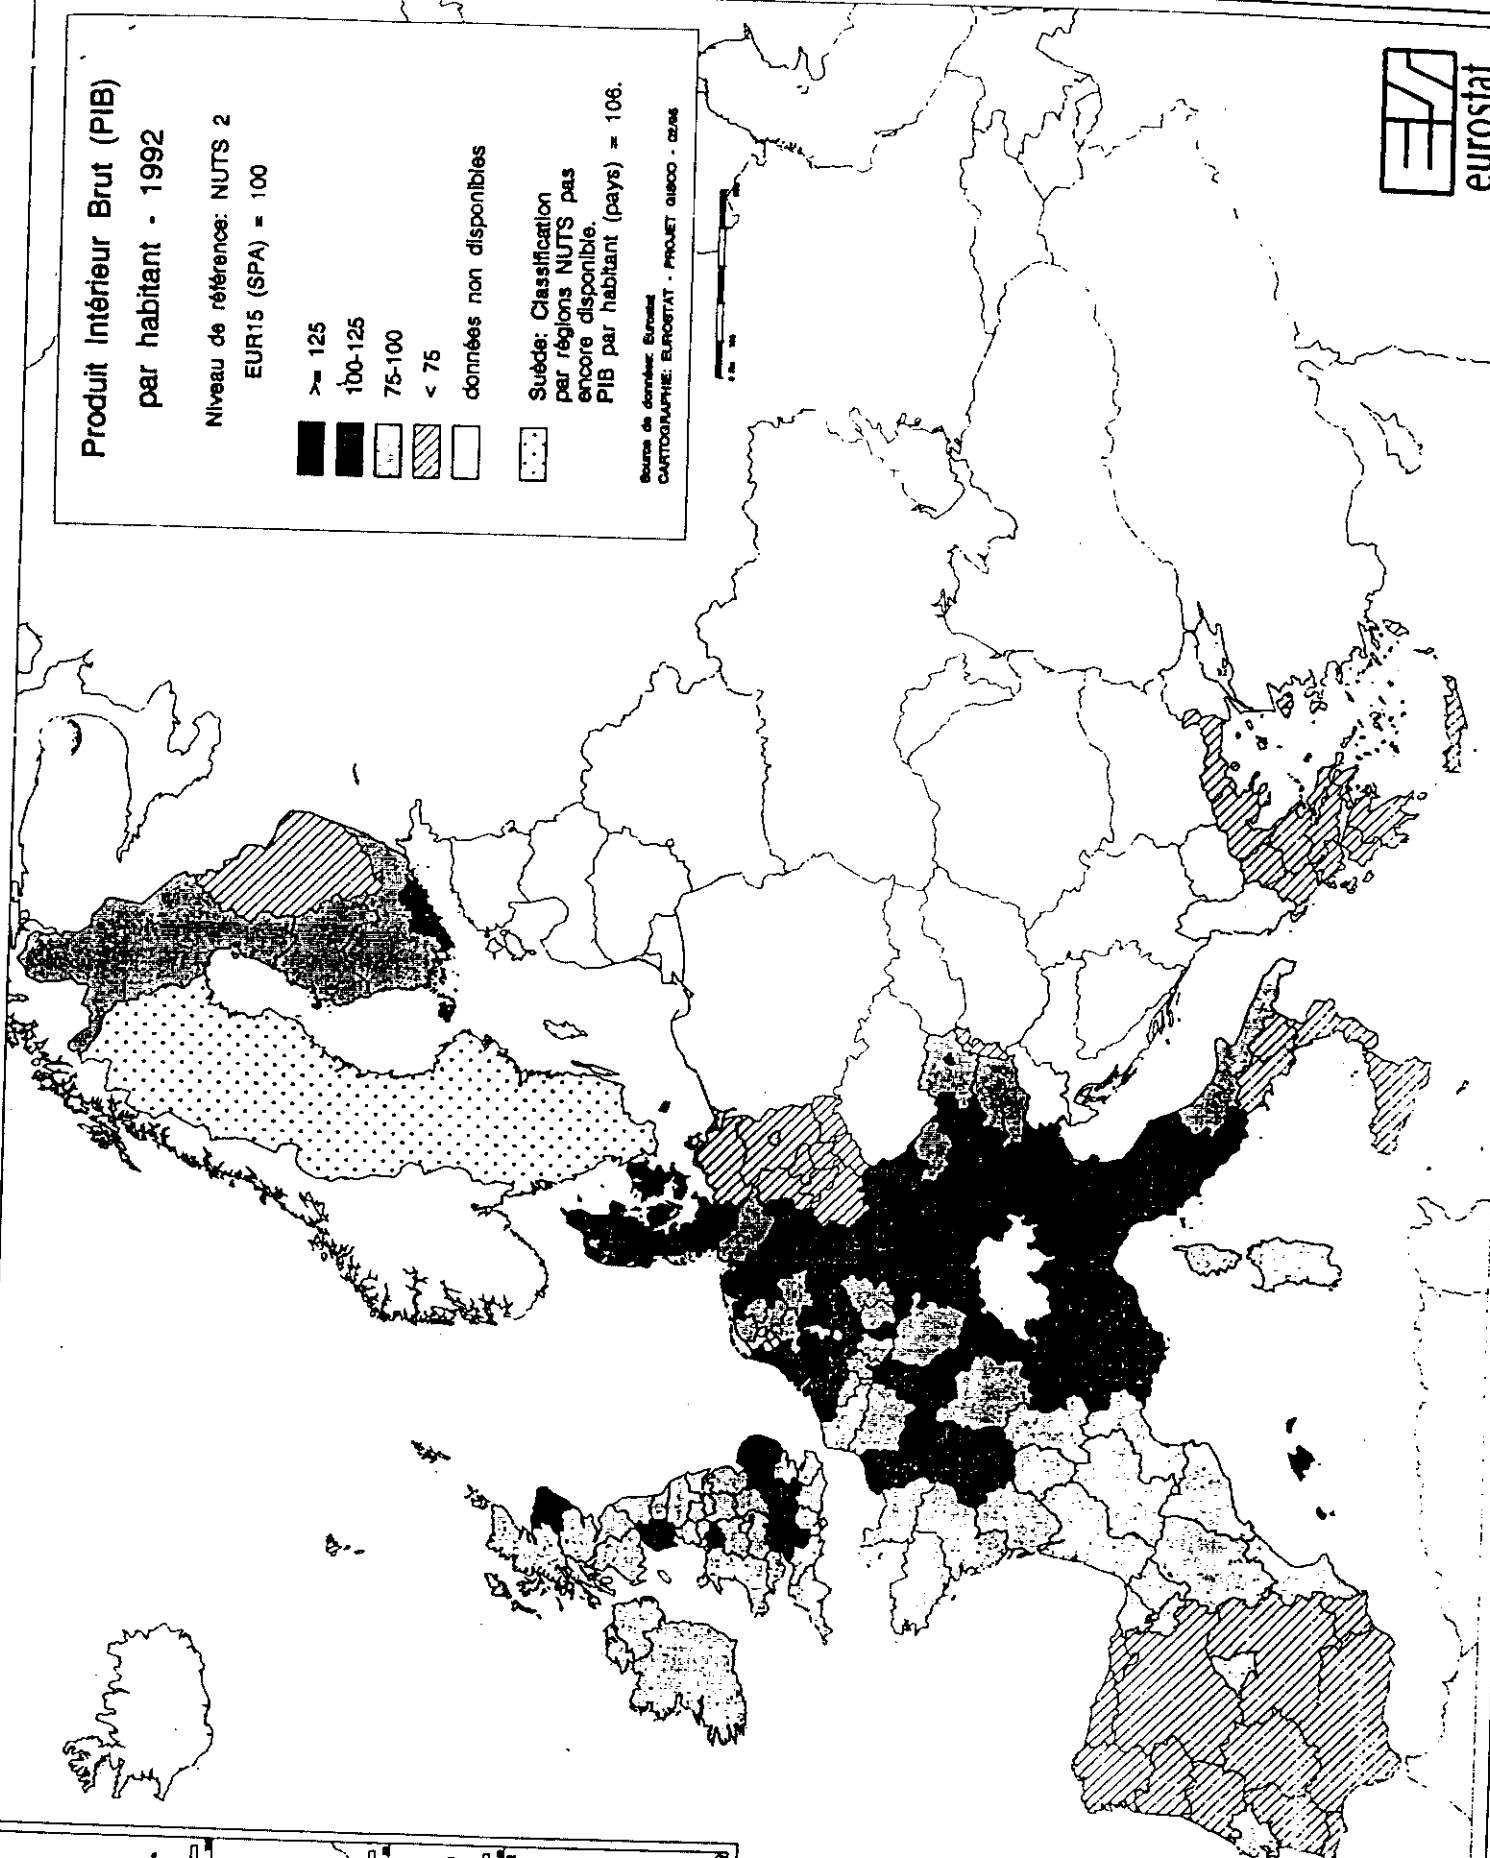 Produit Intérieur Brut (PIB)
par habitant - 1992
Niveau de référence: NUTS 2
EUR15 (SPA) = 100
>= 125
100-125
75-100
< 75
données non disponibles
Suède: Classification
par régions NUTS pas
encore disponible.
PIB par habitant (pays) = 106.
Source de données: Eurostat
CARTOGRAPHIE: EUROSTAT - PROJET GISCO - 02/95
eurostat